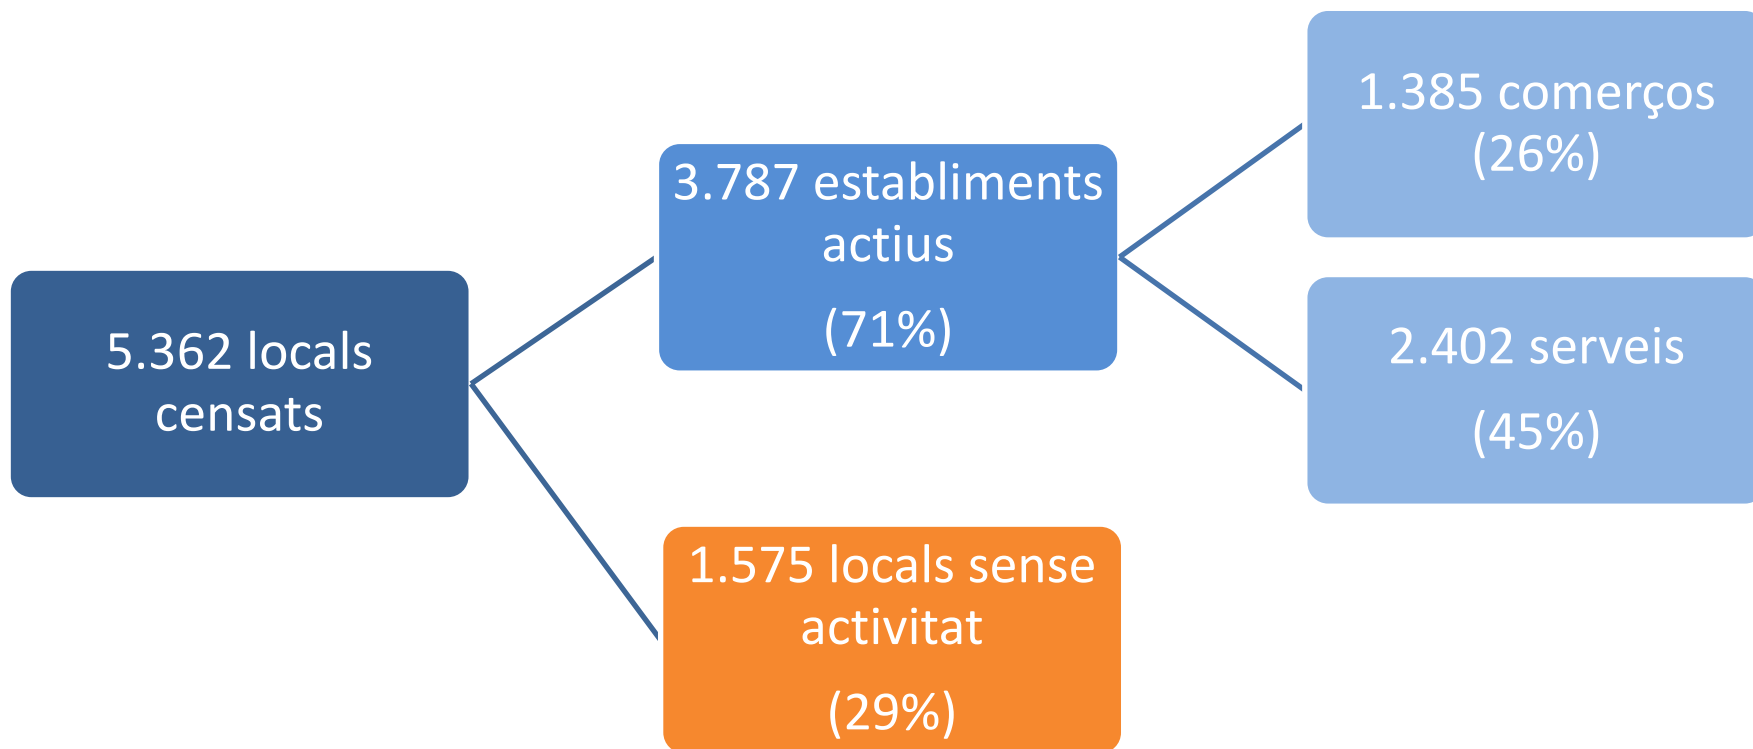 5.362 locals
censats
3.787 establiments
actius
(71%)
1.575 locals sense
activitat
(29%)
1.385 comerços
(26%)
2.402 serveis
(45%)